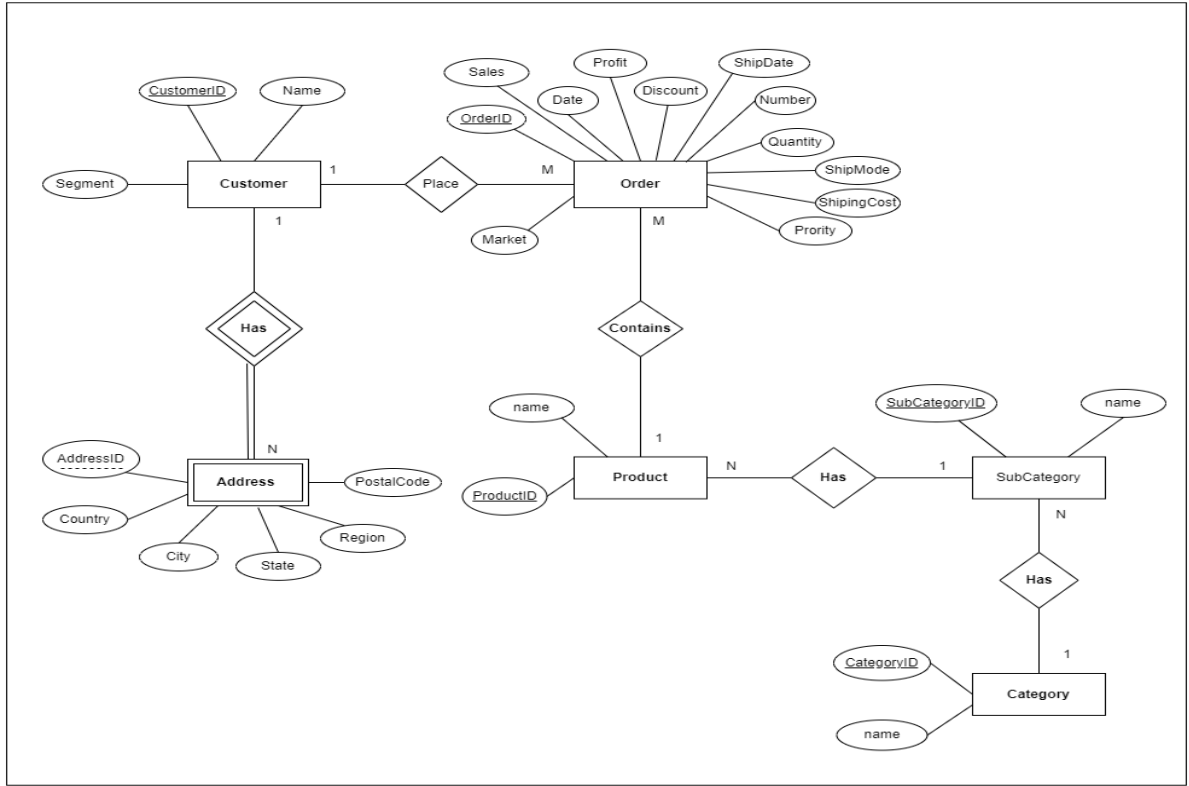 Sales
Profit
ShipDate
CustomerID
Name
Date
Discount
Number
OrderID
Quantity
Segment
Customer
1
Place
M
Order
ShipMode
ShipingCost
1
Market
M
Prority
Has
Contains
name
SubCategoryID
name
AddressID
N
1
Address
PostalCode
ProductID
Product
N
Has
1
SubCategory
Country
City
State
Region
N
Has
CategoryID
1
Category
name